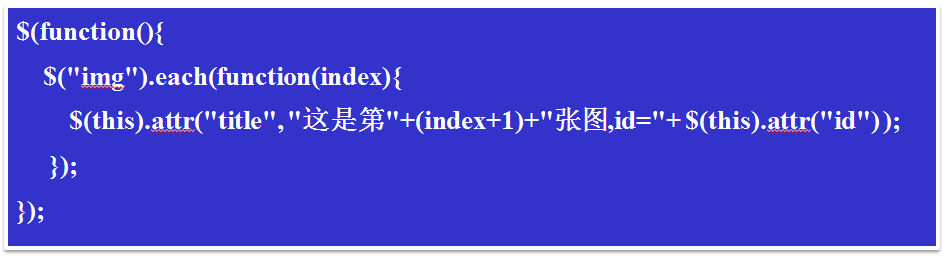 $(function(){
$("img").each(function(index){
$(this).attr("title","这是第"+(index+1)+"张图,id="+$(this).attr("id"));
});
});